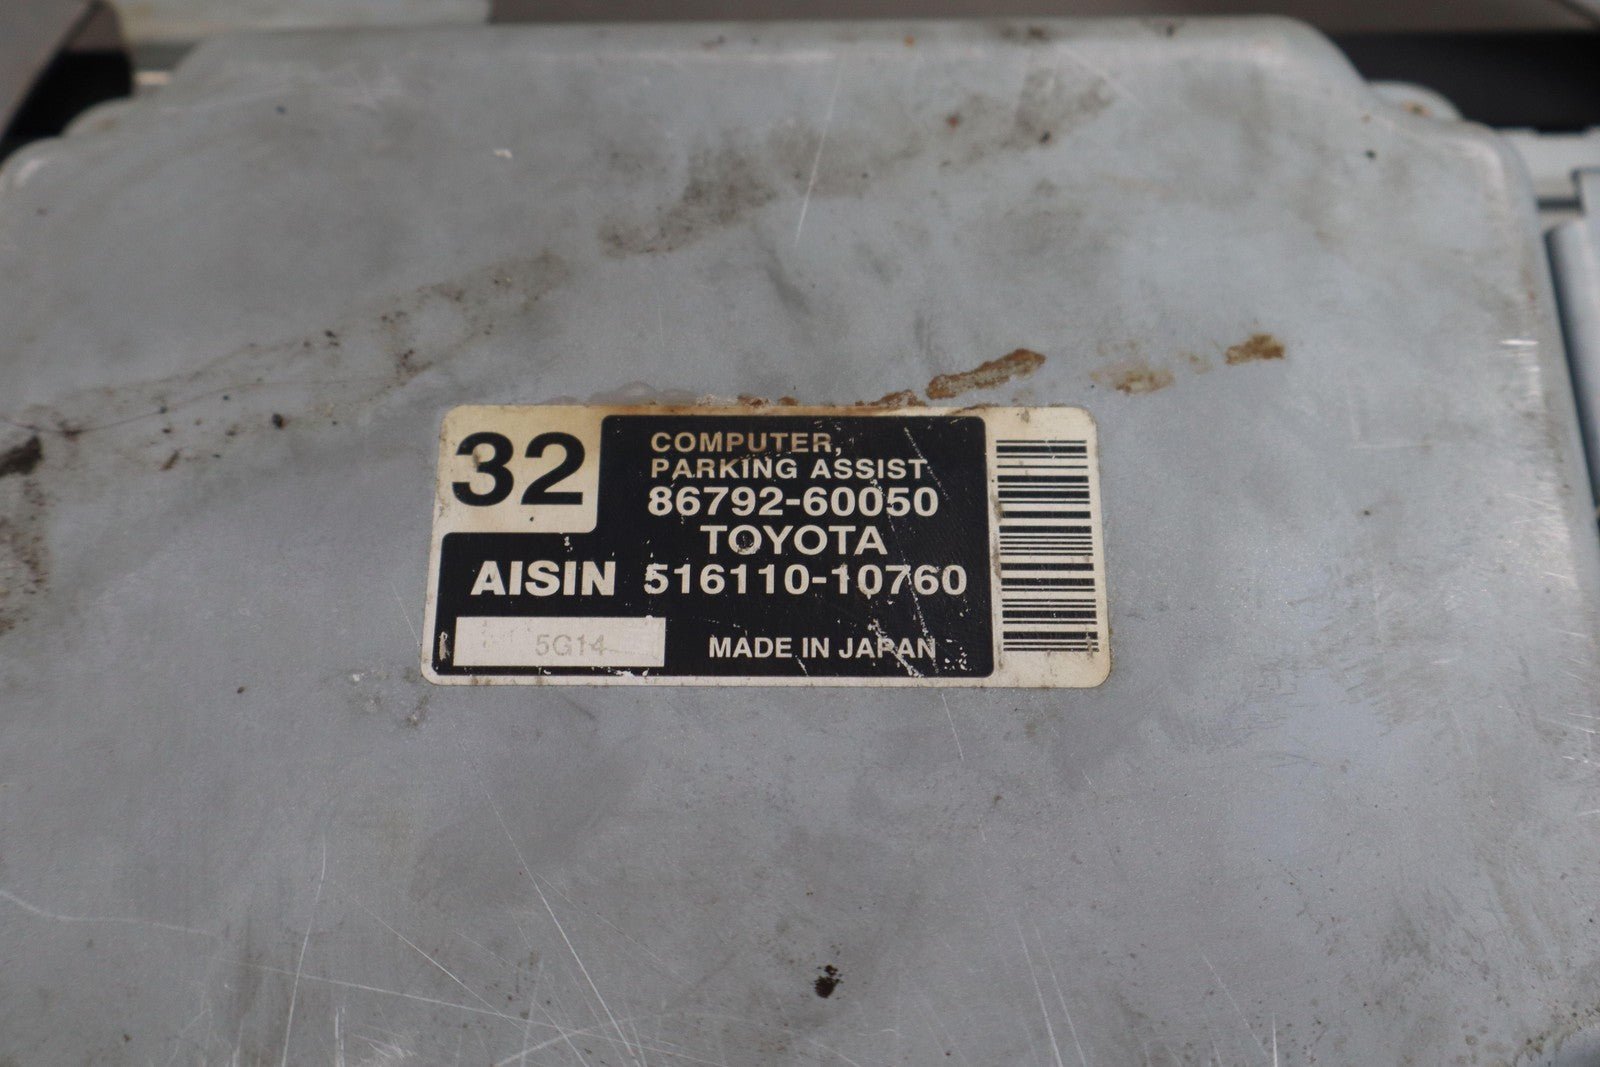 32
COMPUTER,
PARKING ASSIST
86792-60050
TOYOTA
AISIN 516110-10760
5G14
MADE IN JAPAN